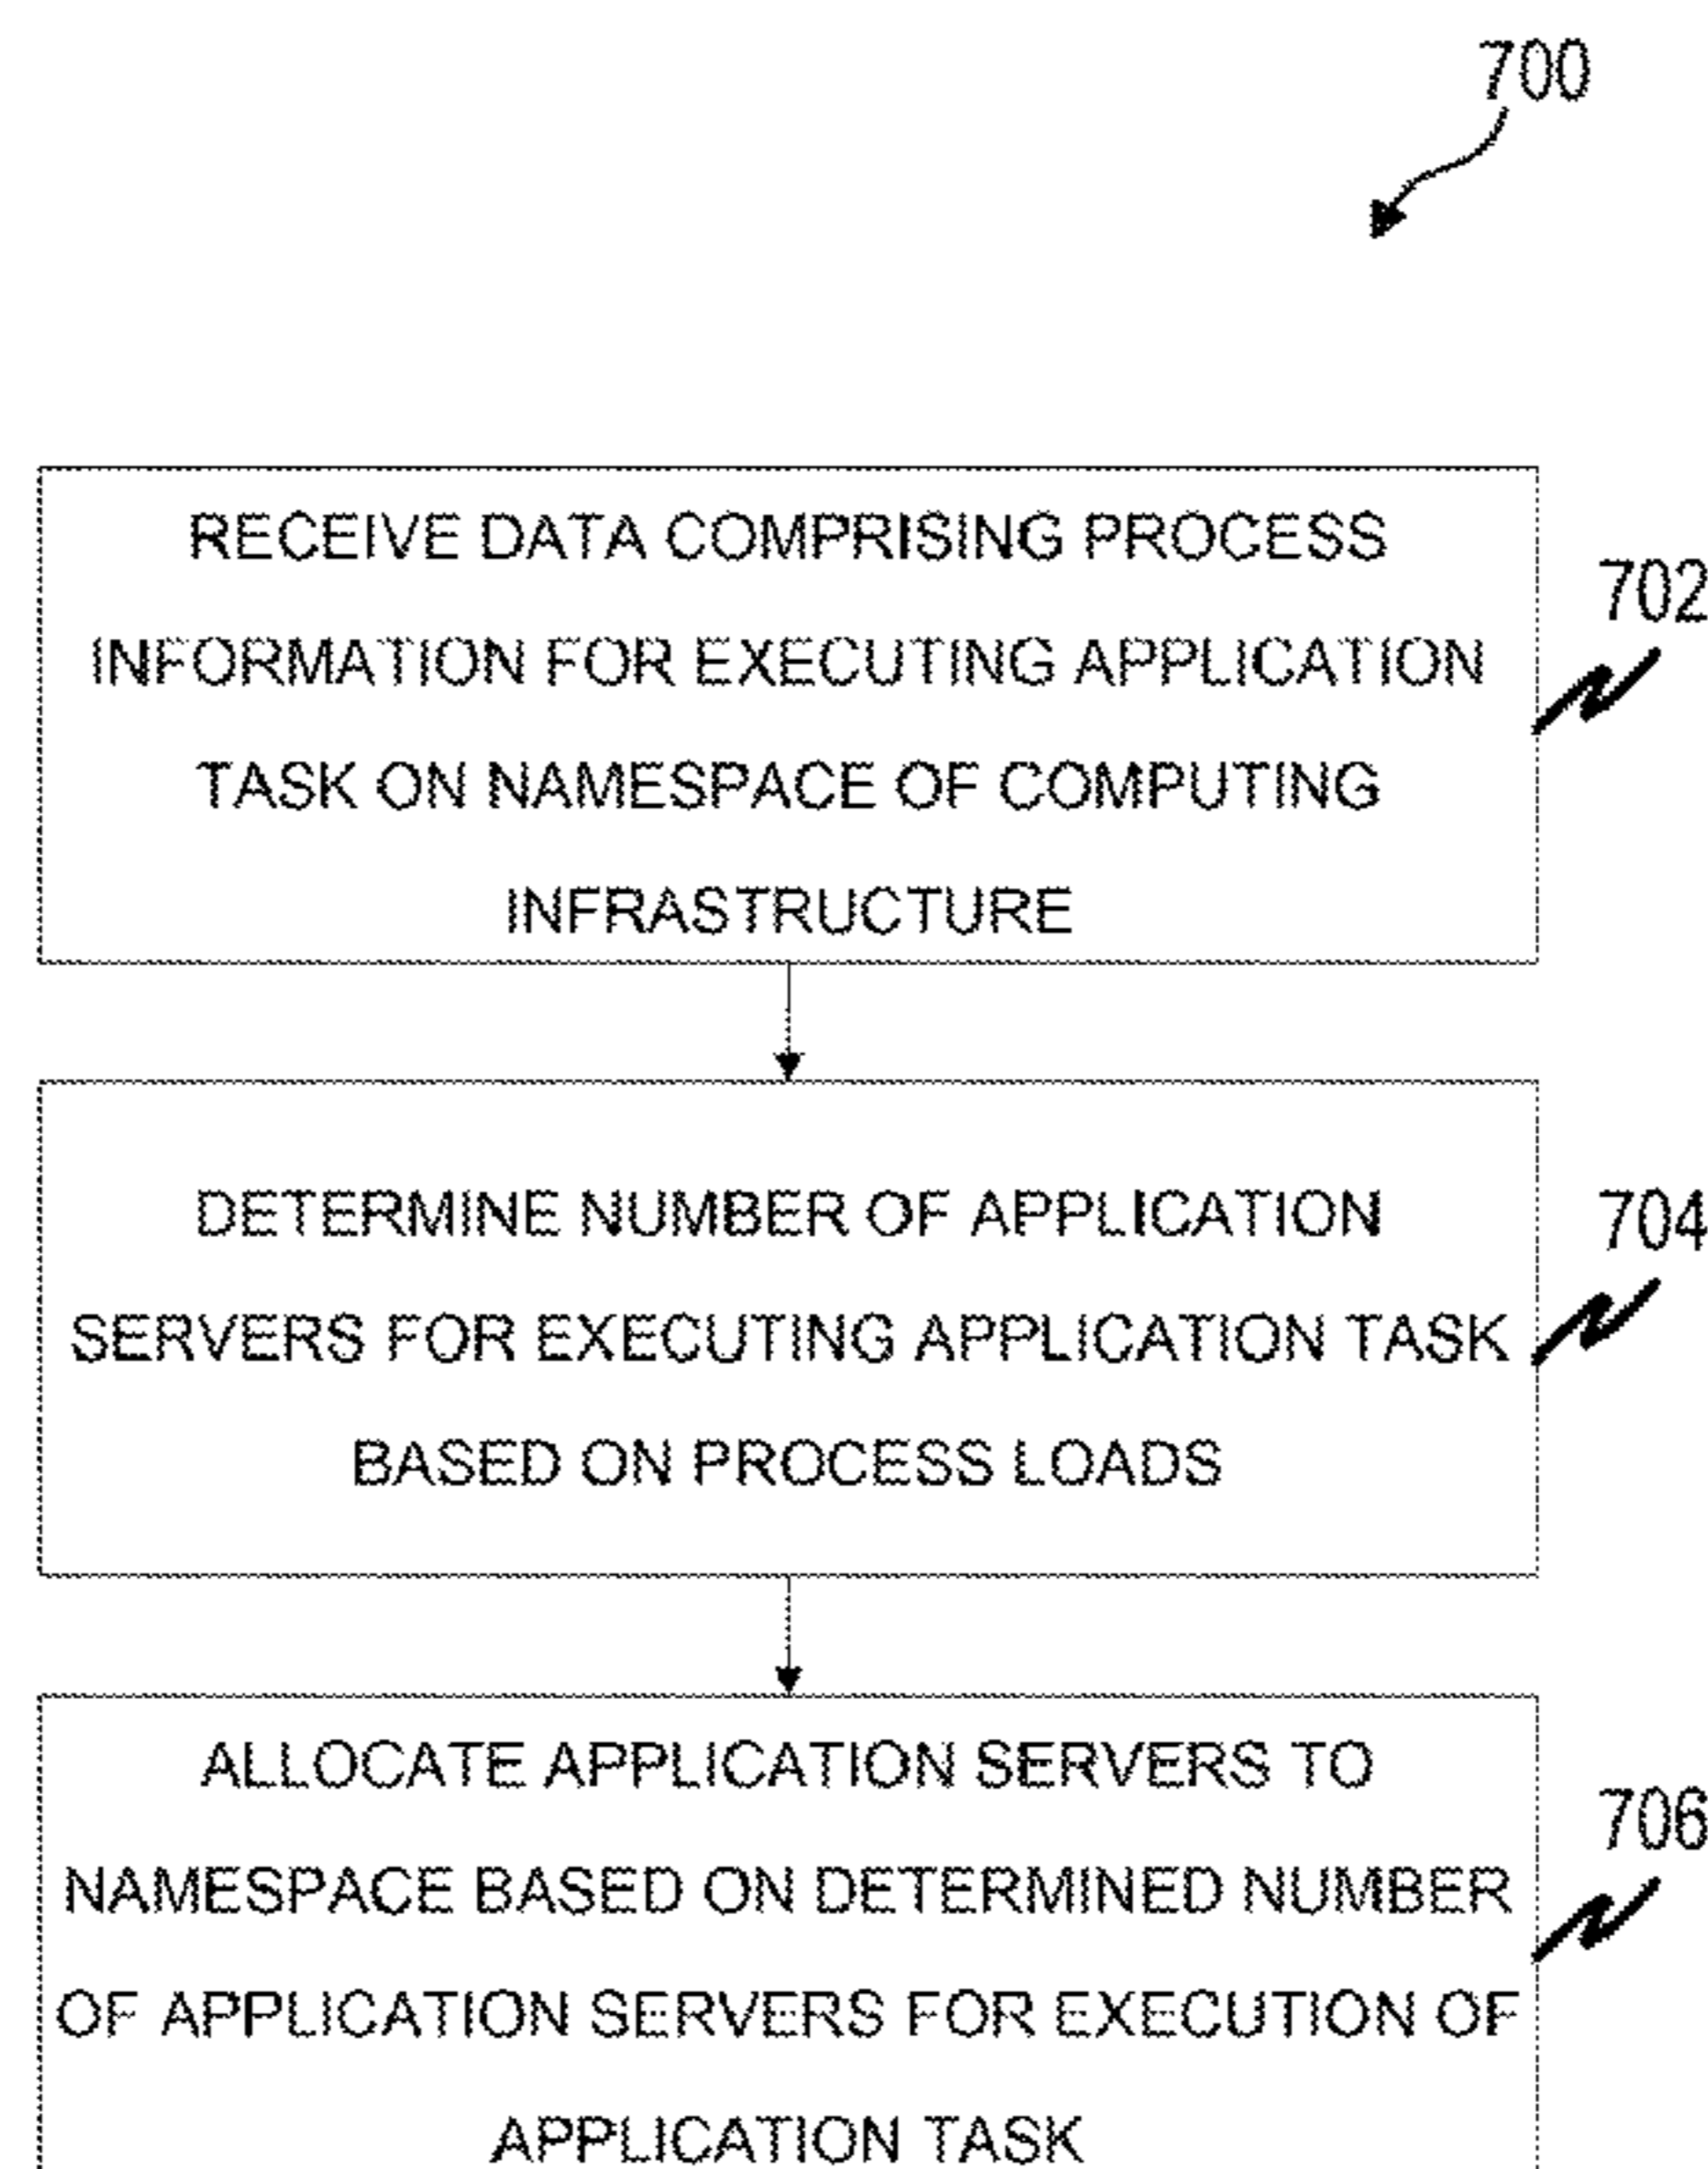 700
RECEIVE DATA COMPRISING PROCESS
INFORMATION FOR EXECUTING APPLICATION
TASK ON NAMESPACE OF COMPUTING
INFRASTRUCTURE
702
DETERMINE NUMBER OF APPLICATION
SERVERS FOR EXECUTING APPLICATION TASK
BASED ON PROCESS LOADS
704
ALLOCATE APPLICATION SERVERS TO
NAMESPACE BASED ON DETERMINED NUMBER
OF APPLICATION SERVERS FOR EXECUTION OF
APPLICATION TASK
706